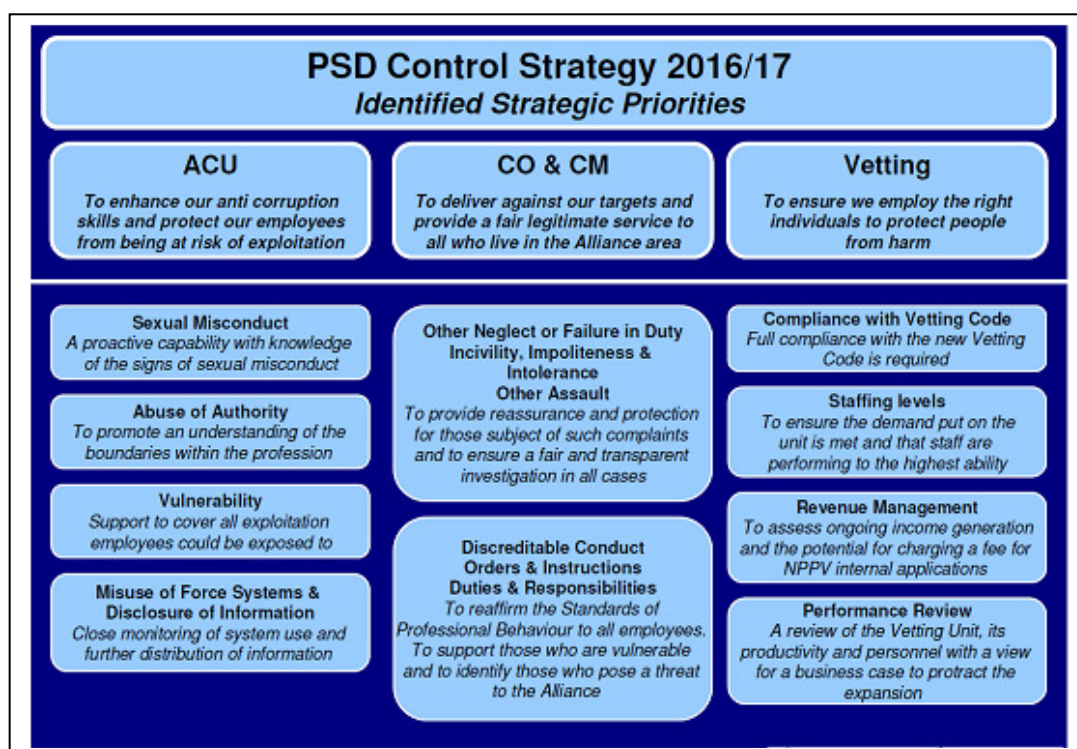 PSD Control Strategy 2016/17
Identified Strategic Priorities
ACU
To enhance our anti corruption
skills and protect our employees
from being at risk of exploitation
CO & CM
To deliver against our targets and
provide a fair legitimate service to
all who live in the Alliance area
Vetting
To ensure we employ the right
individuals to protect people
from harm
Sexual Misconduct
A proactive capability with knowledge
of the signs of sexual misconduct
Abuse of Authority
To promote an understanding of the
boundaries within the profession
Vulnerability
Support to cover all exploitation
employees could be exposed to
Misuse of Force Systems &
Disclosure of Information
Close monitoring of system use and
further distribution of information
Other Neglect or Failure in Duty
Incivility, Impoliteness &
Intolerance
Other Assault
To provide reassurance and protection
for those subject of such complaints
and to ensure a fair and transparent
investigation in all cases
Discreditable Conduct
Orders & Instructions
Duties & Responsibilities
To reaffirm the Standards of
Professional Behaviour to all employees.
To support those who are vulnerable
and to identify those who pose a threat
to the Alliance
Compliance with Vetting Code
Full compliance with the new Vetting
Code is required
Staffing levels
To ensure the demand put on the
unit is met and that staff are
performing to the highest ability
Revenue Management
To assess ongoing income generation
and the potential for charging a fee for
NPPV internal applications
Performance Review
A review of the Vetting Unit, its
productivity and personnel with a view
for a business case to protract the
expansion